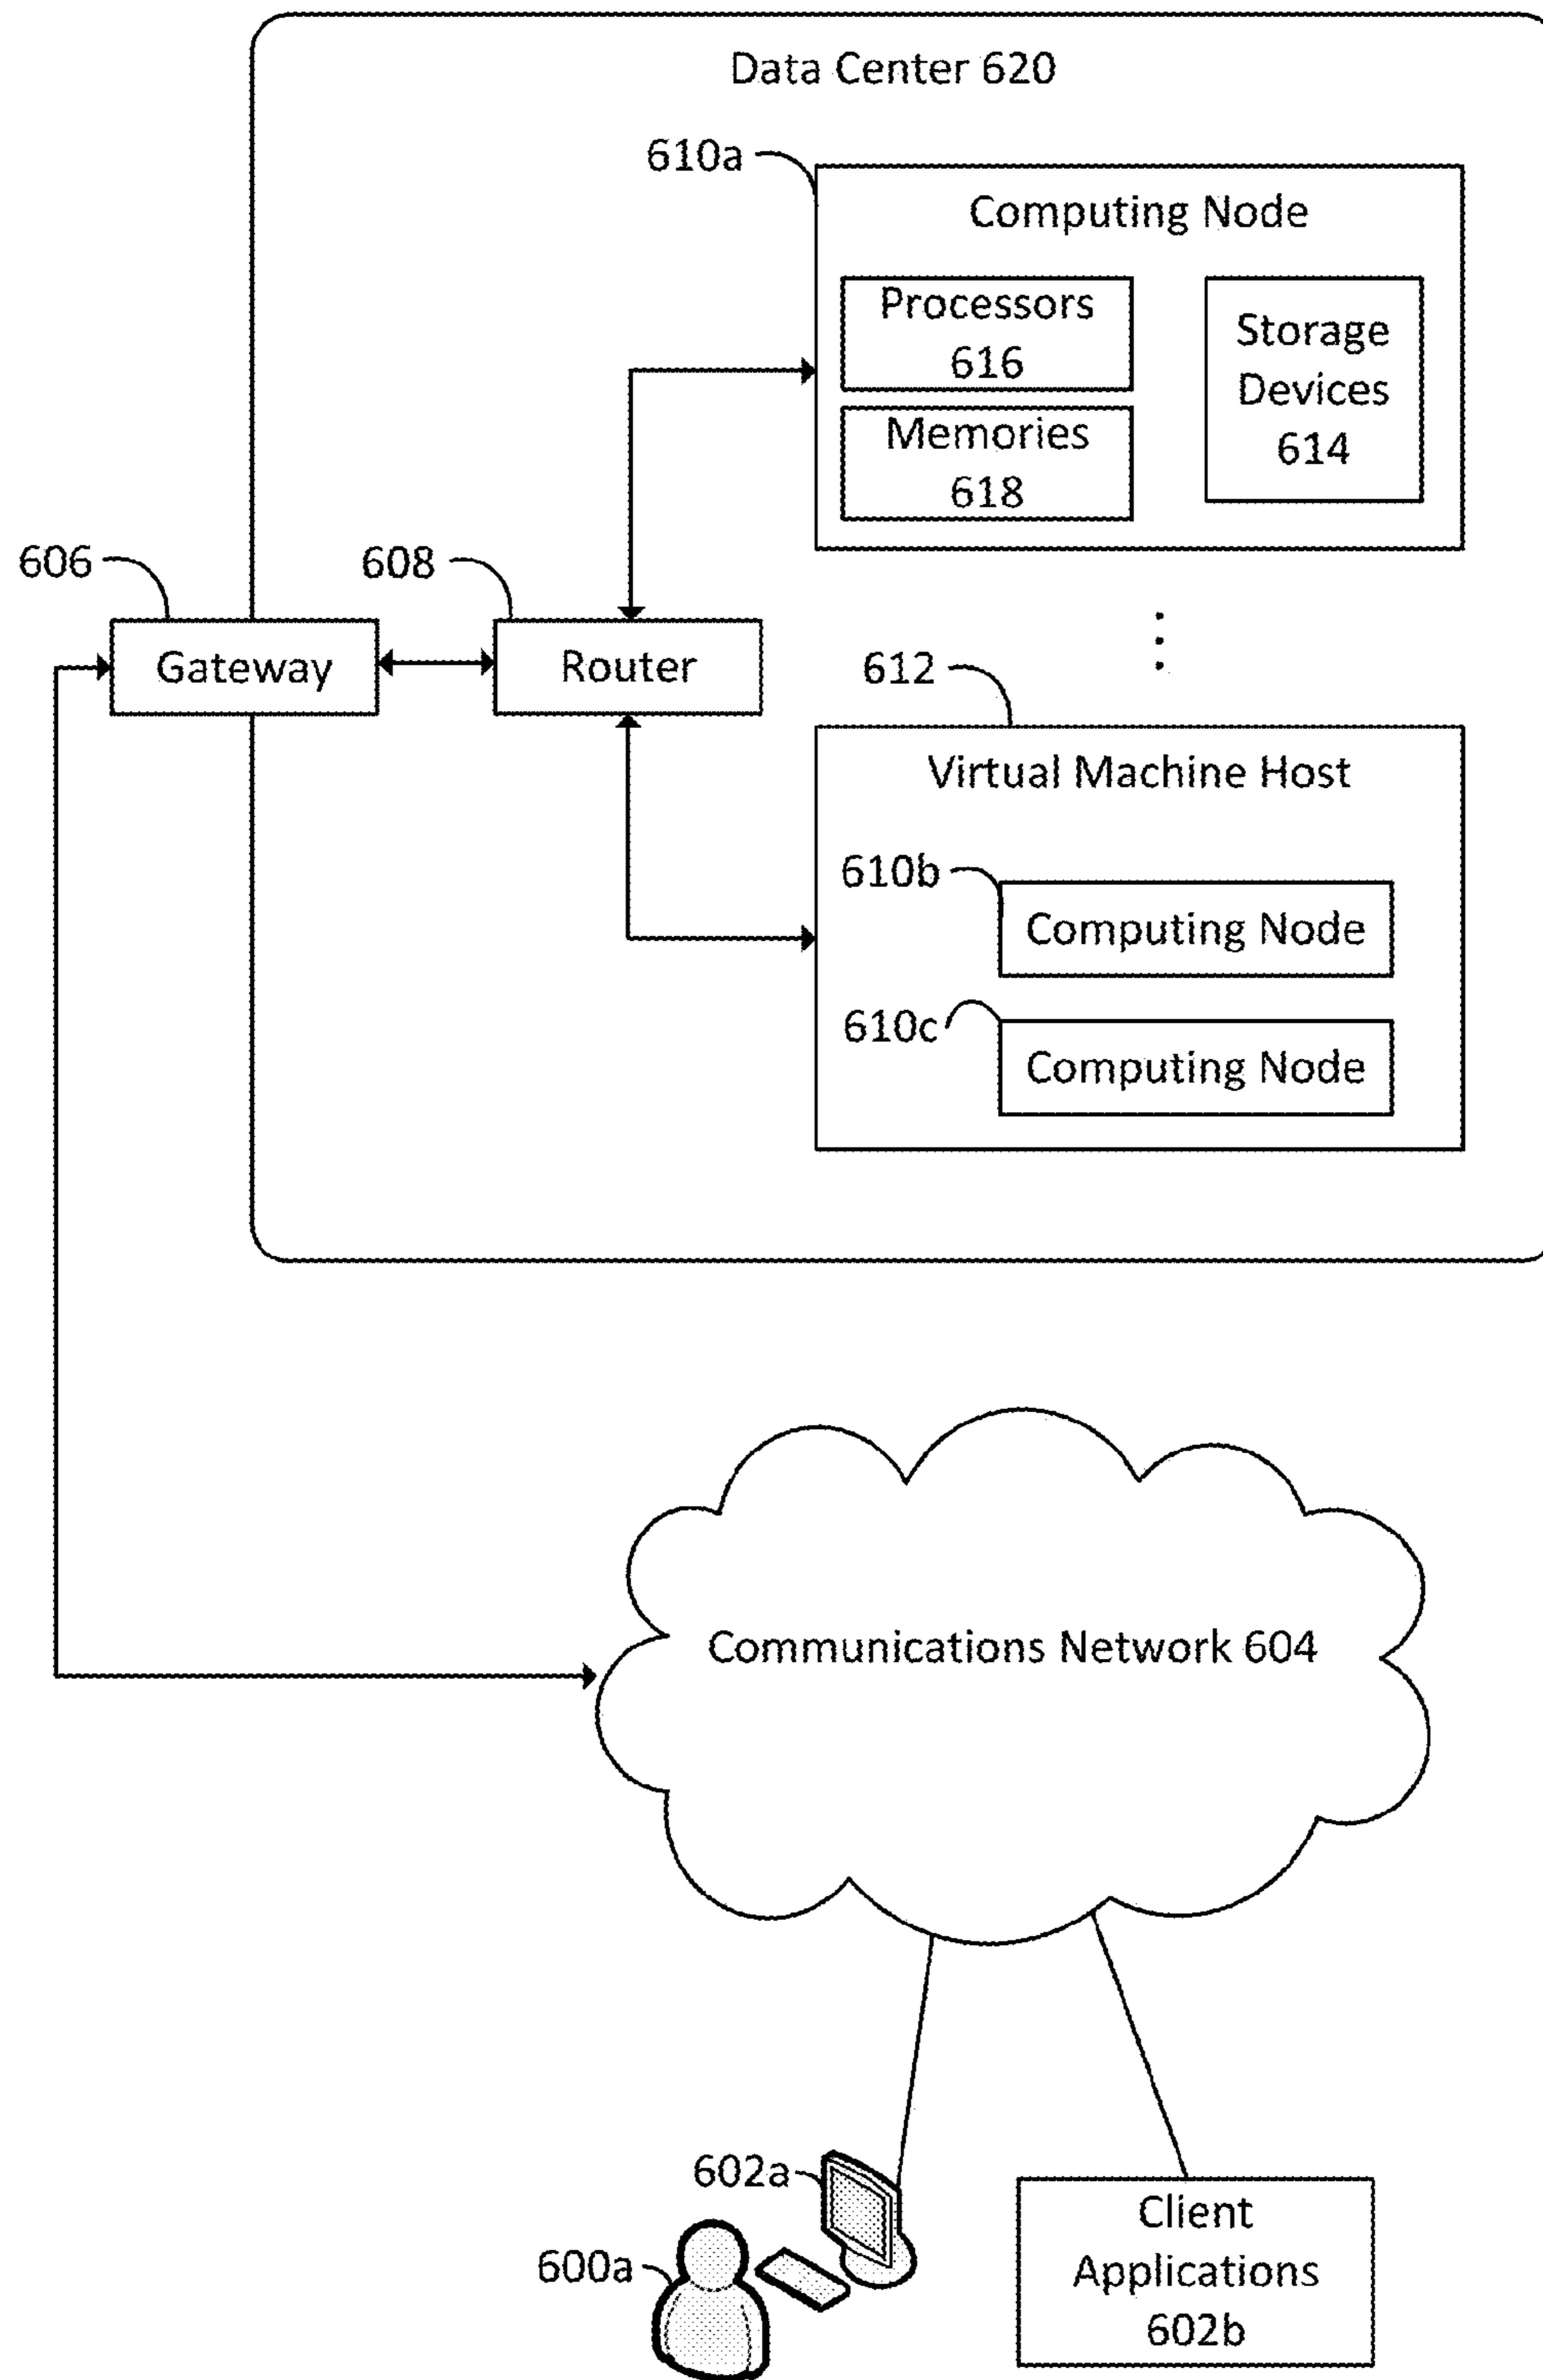 Data Center 620
610a
Computing Node
Processors
616
Storage
Devices
614
Memories
618
606
608
Gateway
Router
612
Virtual Machine Host
610b
Computing Node
610c
Computing Node
Communications Network 604
602a
600a
Client
Applications
602b